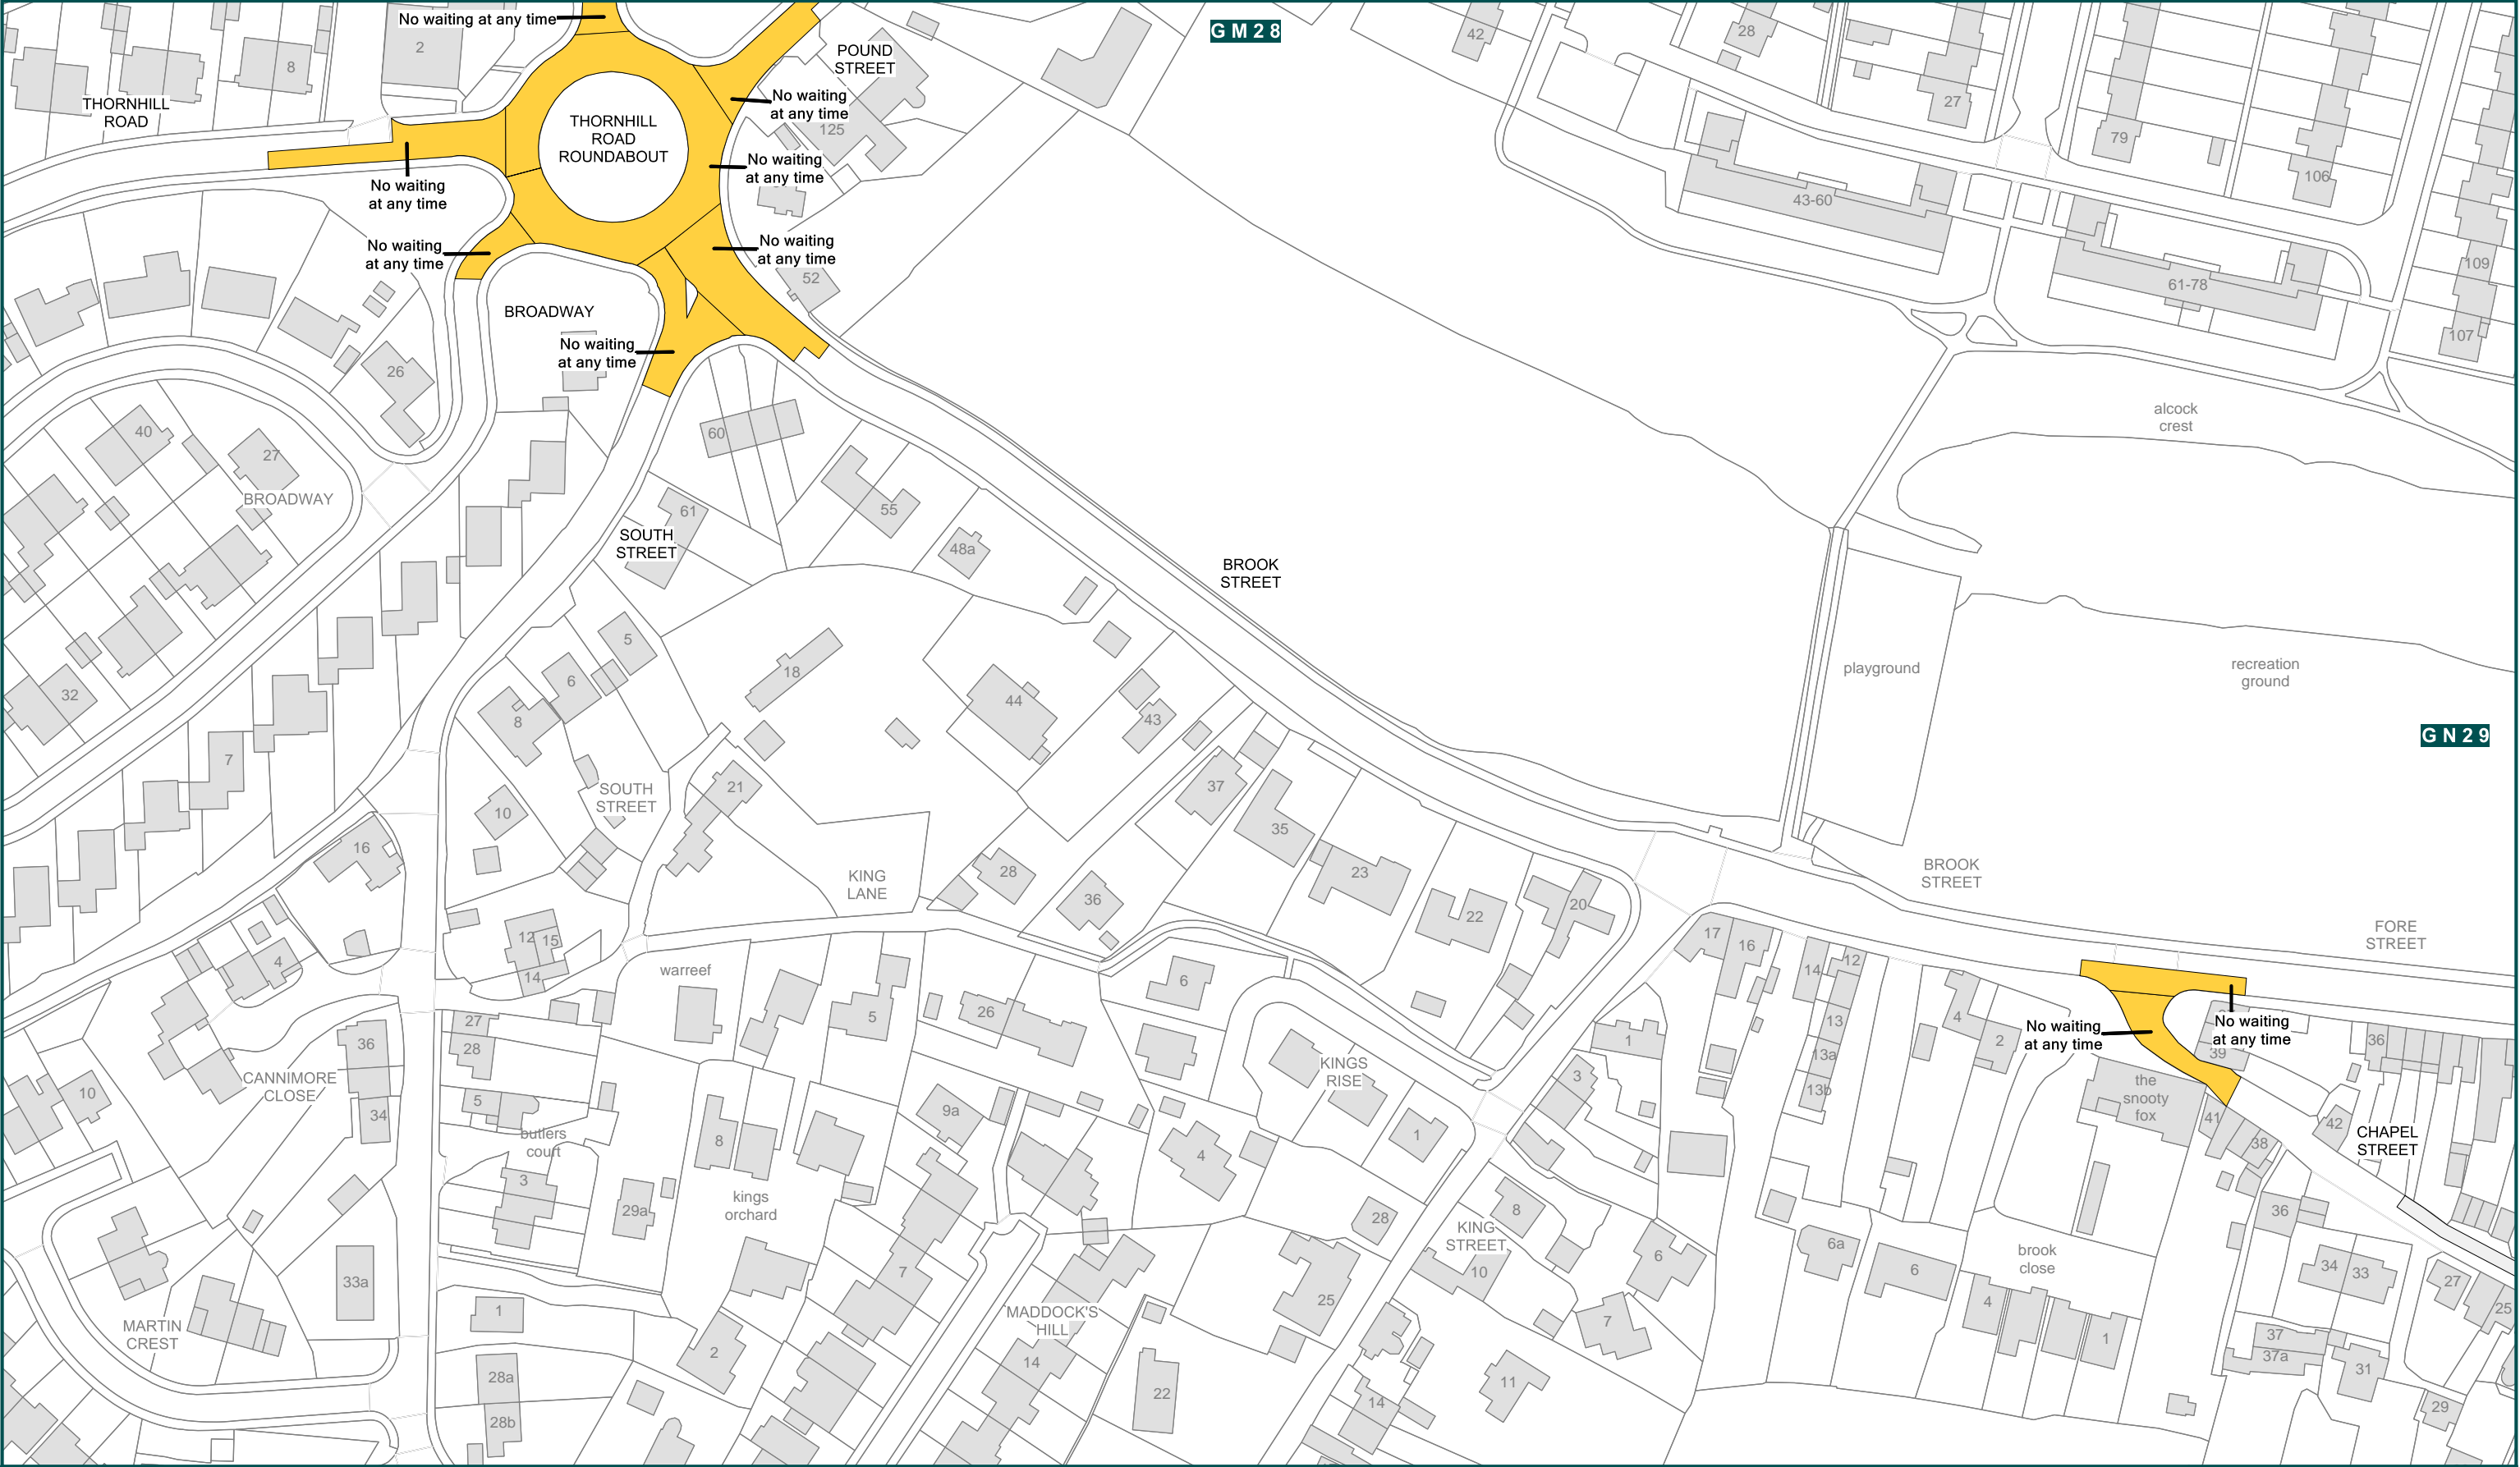 No waiting at any time
GM28
2
8
THORNHILL
ROAD
POUND
STREET
No waiting
at any time
125
THORNHILL
ROAD
ROUNDABOUT
No waiting
at any time
No waiting
at any time
No waiting
at any time
No waiting
at any time
52
BROADWAY
No waiting
at any time
42
28
27
79
106
43-60
61-78
109
107
alcock
crest
26
40
27
BROADWAY
60
61
55
48a
SOUTH
STREET
BROOK
STREET
5
6
8
18
44
43
32
7
playground
recreation
ground
GN29
21
SOUTH
STREET
10
37
35
16
28
KING
LANE
36
23
22
20
BROOK
STREET
FORE
STREET
17
16
14
12
12
15
14
4
warreef
6
5
26
27
28
36
KINGS
RISE
1
13
13a
13b
4
2
No waiting
at any time
No waiting
at any time
39
36
the
snooty
fox
41
38
42
CHAPEL
STREET
10
CANNIMORE
CLOSE
34
5
butlers
court
8
9a
4
1
3
3
29a
kings
orchard
28
8
KING
STREET
6
10
6a
6
brook
close
36
34
33
27
25
33a
MARTIN
CREST
1
7
MADDOCK'S
HILL
25
7
4
1
37
37a
31
2
14
28a
28b
22
14
11
29